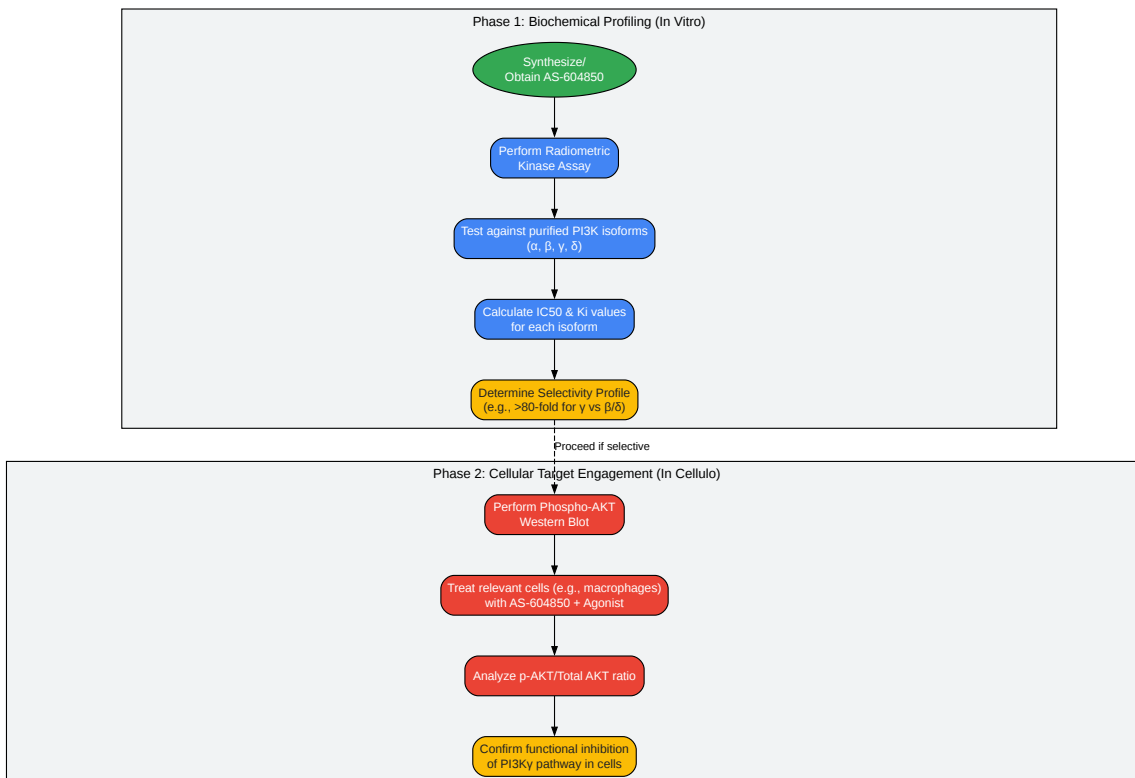 Phase 1: Biochemical Profiling (In Vitro)
Synthesize/
Obtain AS-604850
Perform Radiometric
Kinase Assay
Test against purified PI3K isoforms
(α, β, γ, δ)
Calculate IC50 & Ki values
for each isoform
Determine Selectivity Profile
(e.g., >80-fold for γ vs β/δ)
Proceed if selective
Phase 2: Cellular Target Engagement (In Cellulo)
Perform Phospho-AKT
Western Blot
Treat relevant cells (e.g., macrophages)
with AS-604850 + Agonist
Analyze p-AKT/Total AKT ratio
Confirm functional inhibition
of PI3Kγ pathway in cells